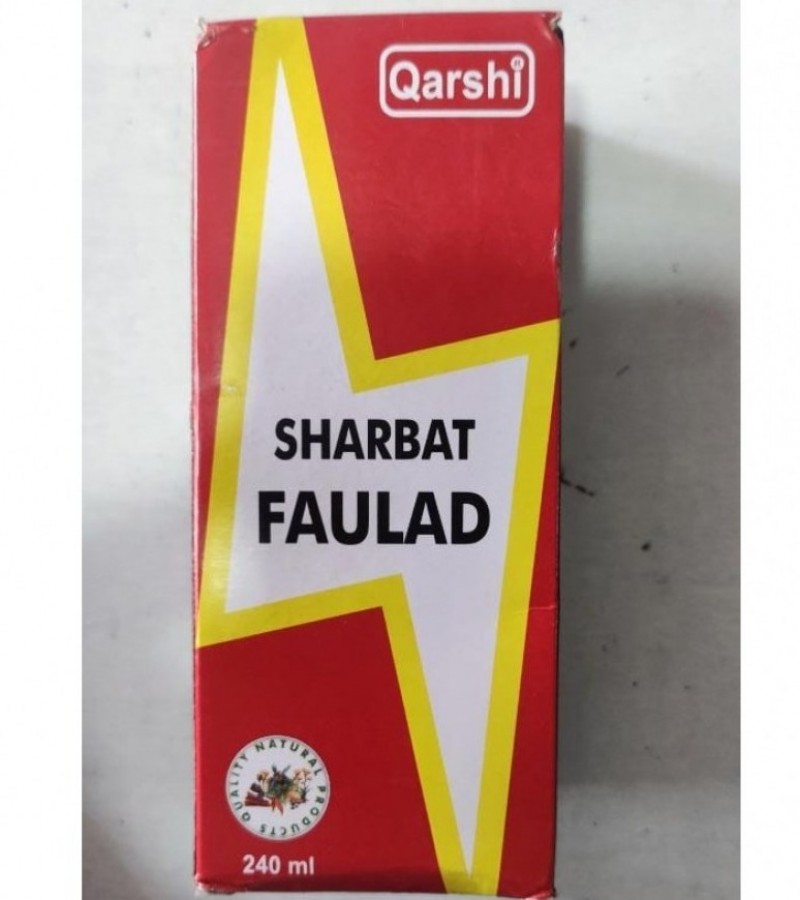 Qarshi®
SHARBAT
FAULAD
QUALITY NATURAL PRODUCTS
240 ml